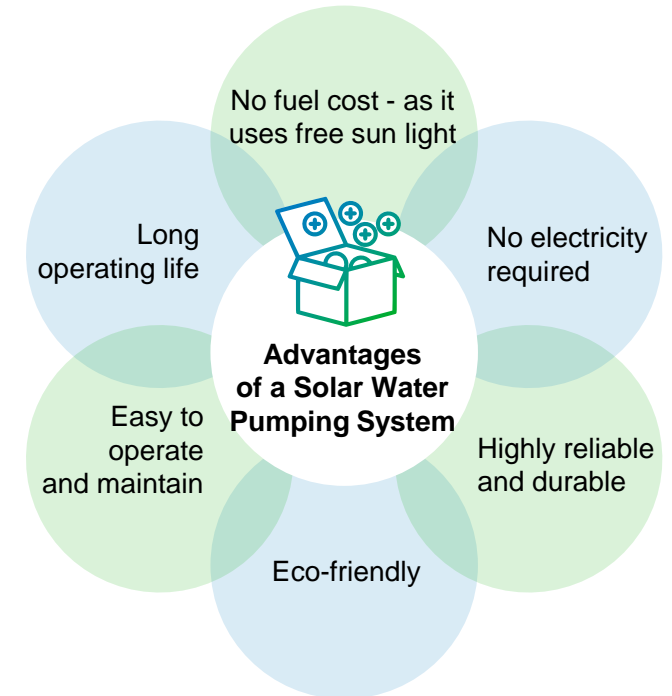 No fuel cost - as it
uses free sun light
Long
operating life
No electricity
required
Advantages
of a Solar Water
Pumping System
Easy to
operate
and maintain
Highly reliable
and durable
Eco-friendly